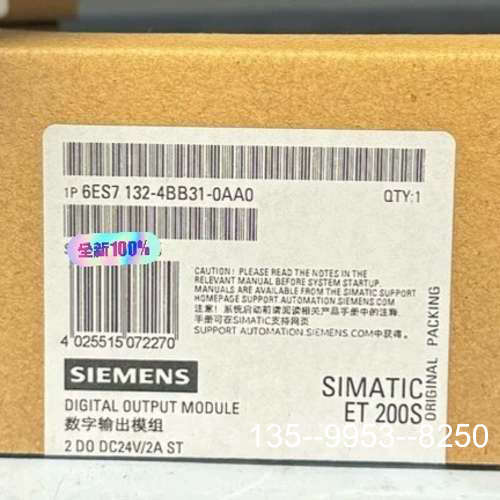 1P 6ES7 132-4BB31-0AA0
QTY:1
S
全新100%
CAUTION! PLEASE READ THE NOTES IN THE
RELEVANT MANUAL BEFORE SYSTEM STARTUP.
MANUALS ARE AVAILABLE FROM THE SIMATIC SUPPORT
HOMEPAGE SUPPORT.AUTOMATION.SIEMENS.COM
注意! 系统启动前请阅读相关产品手册中的注释.
手册可在SIMATIC支持网页
SUPPORT.AUTOMATION.SIEMENS.COM中获得.
4 025515 072270
SIEMENS
DIGITAL OUTPUT MODULE
数字输出模组
2 DO DC24V/2A ST
SIMATIC
ET 200S
ORIGINAL PACKING
135--9953--8250